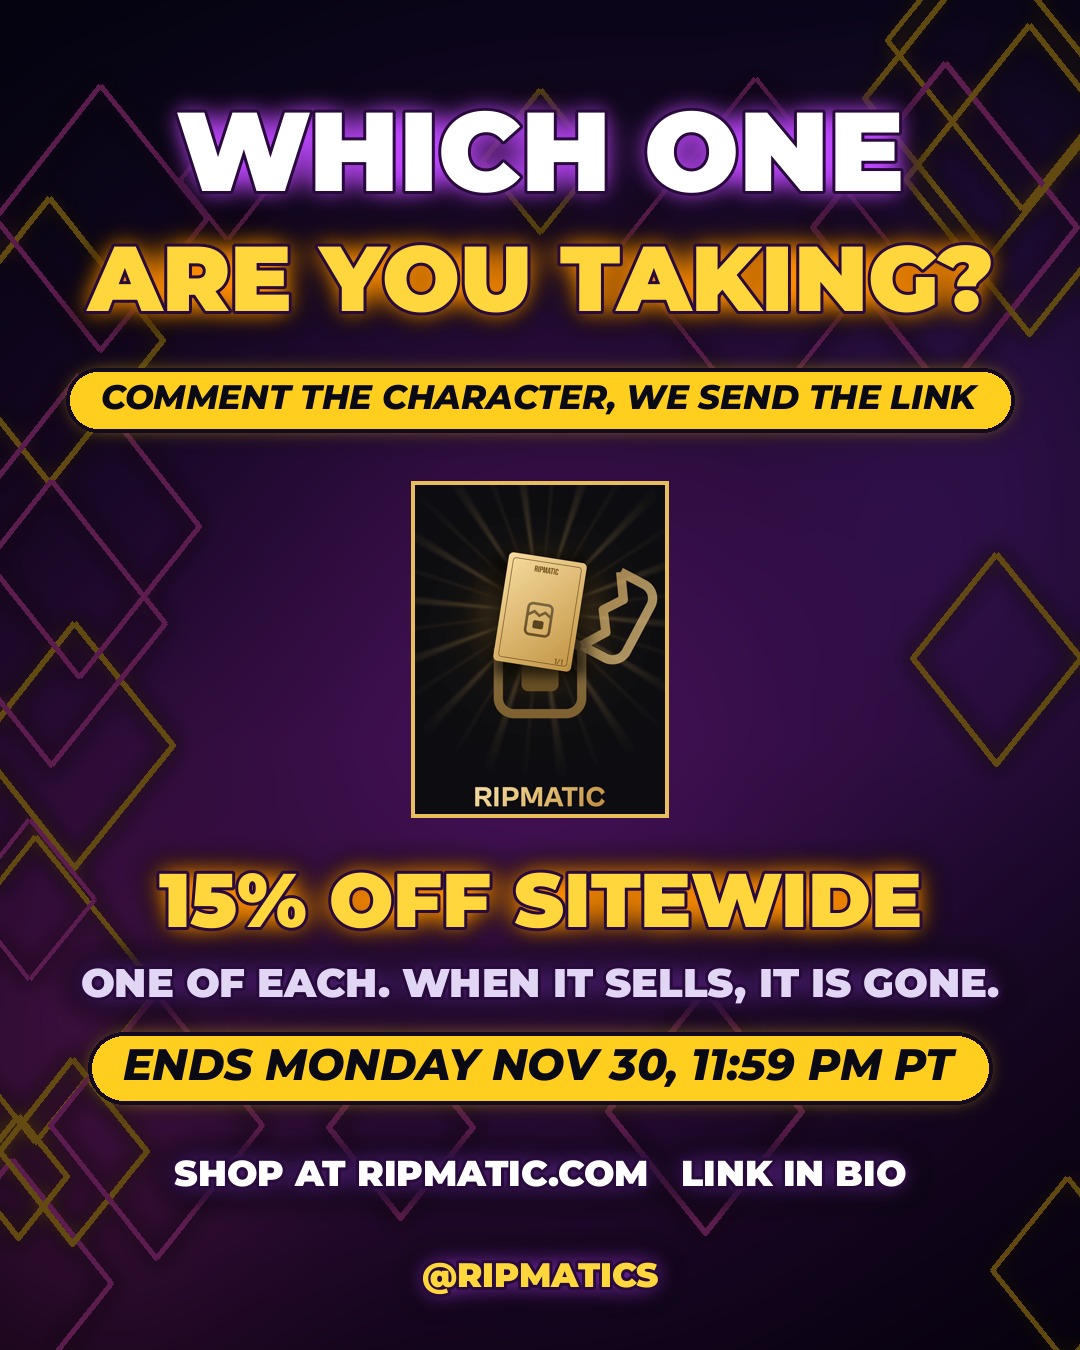 WHICH ONE
ARE YOU TAKING?
COMMENT THE CHARACTER, WE SEND THE LINK
RIPMATIC
1/1
RIPMATIC
15% OFF SITEWIDE
ONE OF EACH. WHEN IT SELLS, IT IS GONE.
ENDS MONDAY NOV 30, 11:59 PM PT
SHOP AT RIPMATIC.COM LINK IN BIO
@RIPMATICS